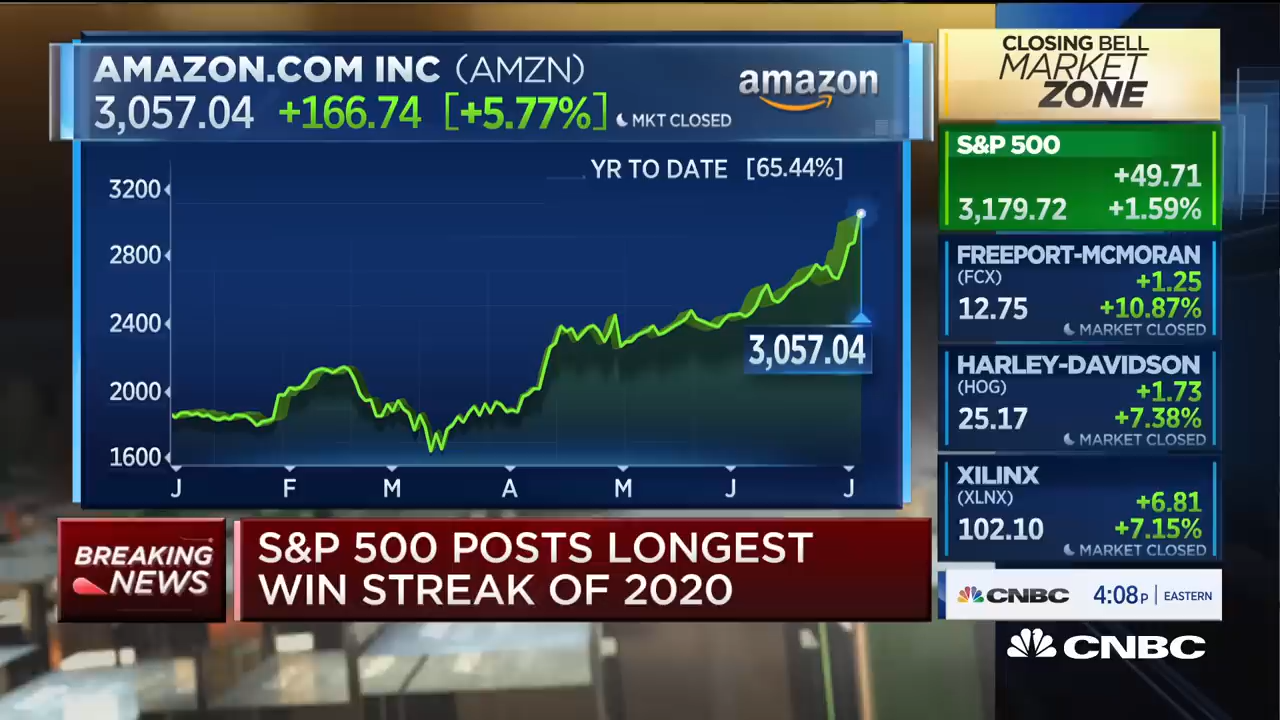 AMAZON.COM INC (AMZN)
3,057.04 +166.74 [+5.77%] MKT CLOSED
amazon
YR TO DATE [65.44%]
3200
2800
2400
2000
1600
J F M A M J J
3,057.04
BREAKING
NEWS
S&P 500 POSTS LONGEST
WIN STREAK OF 2020
CLOSING BELL
MARKET
ZONE
S&P 500
+49.71
3,179.72 +1.59%
FREEPORT-MCMORAN
(FCX) +1.25
12.75 +10.87%
MARKET CLOSED
HARLEY-DAVIDSON
(HOG) +1.73
25.17 +7.38%
MARKET CLOSED
XILINX
(XLNX) +6.81
102.10 +7.15%
MARKET CLOSED
CNBC 4:08P EASTERN
CNBC